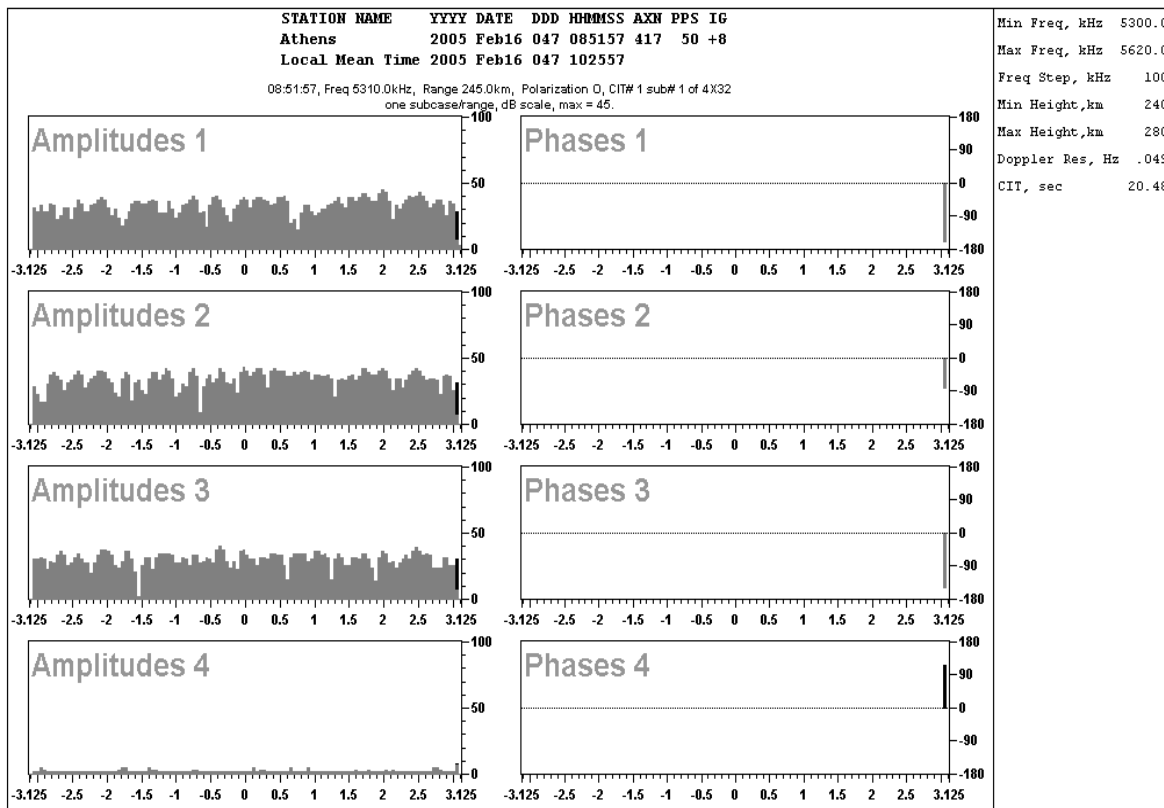 STATION NAME YYYY DATE DDD HHMMSS AXN PPS IG
Athens 2005 Feb16 047 085157 417 50 +8
Local Mean Time 2005 Feb16 047 102557
08:51:57, Freq 5310.0kHz, Range 245.0km, Polarization O, CIT# 1 sub# 1 of 4X32
one subcase/range, dB scale, max = 45.
Min Freq, kHz 5300.0
Max Freq, kHz 5620.0
Freq Step, kHz 100
Min Height,km 240
Max Height,km 280
Doppler Res, Hz .049
CIT, sec 20.48
Amplitudes 1
100
50
0
-3.125 -2.5 -2 -1.5 -1 -0.5 0 0.5 1 1.5 2 2.5 3.125
Phases 1
180
90
0
-90
-180
-3.125 -2.5 -2 -1.5 -1 -0.5 0 0.5 1 1.5 2 2.5 3.125
Amplitudes 2
100
50
0
-3.125 -2.5 -2 -1.5 -1 -0.5 0 0.5 1 1.5 2 2.5 3.125
Phases 2
180
90
0
-90
-180
-3.125 -2.5 -2 -1.5 -1 -0.5 0 0.5 1 1.5 2 2.5 3.125
Amplitudes 3
100
50
0
-3.125 -2.5 -2 -1.5 -1 -0.5 0 0.5 1 1.5 2 2.5 3.125
Phases 3
180
90
0
-90
-180
-3.125 -2.5 -2 -1.5 -1 -0.5 0 0.5 1 1.5 2 2.5 3.125
Amplitudes 4
100
50
0
-3.125 -2.5 -2 -1.5 -1 -0.5 0 0.5 1 1.5 2 2.5 3.125
Phases 4
180
90
0
-90
-180
-3.125 -2.5 -2 -1.5 -1 -0.5 0 0.5 1 1.5 2 2.5 3.125